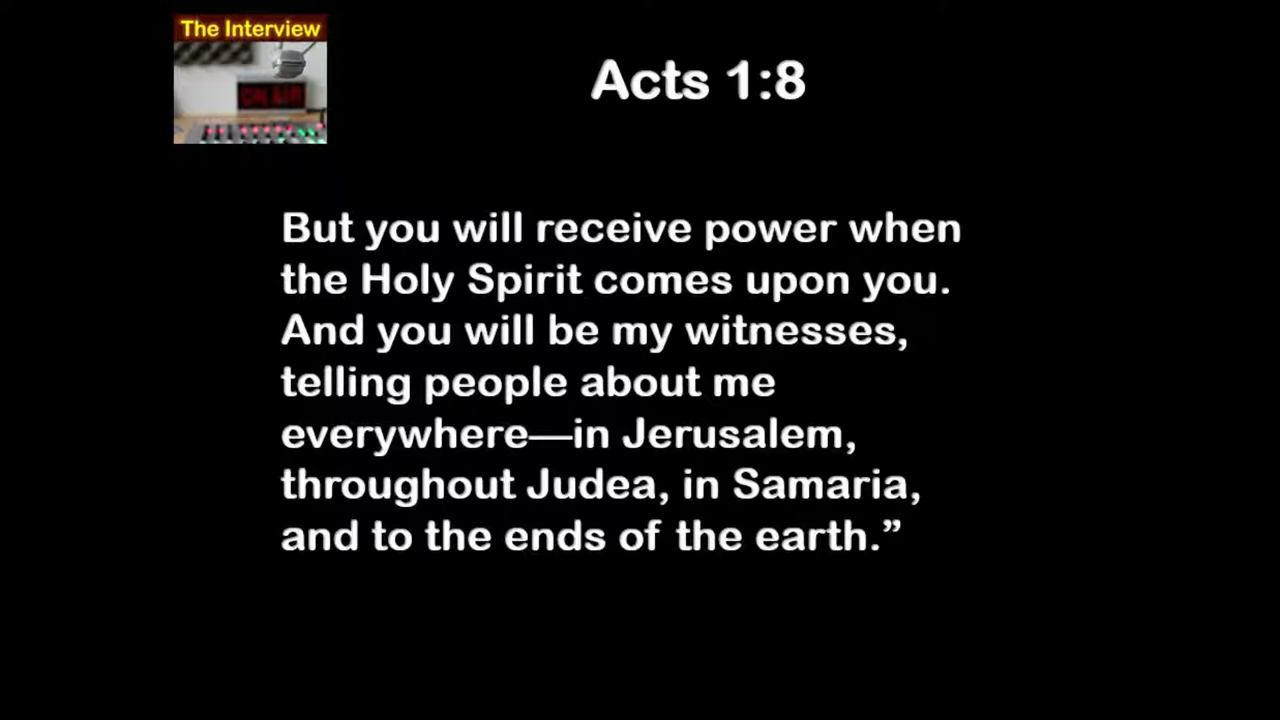 The Interview
ON AIR
Acts 1:8
But you will receive power when
the Holy Spirit comes upon you.
And you will be my witnesses,
telling people about me
everywhere—in Jerusalem,
throughout Judea, in Samaria,
and to the ends of the earth.”